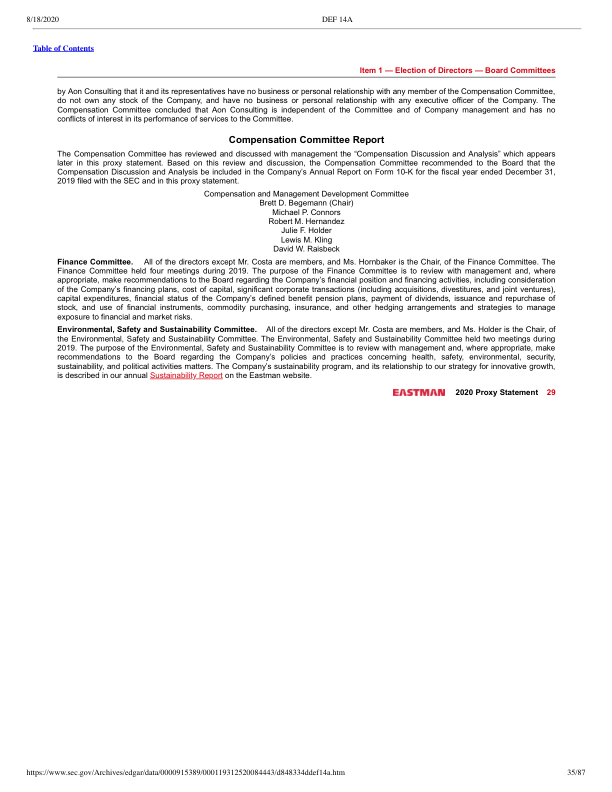 8/18/2020
DEF 14A
Table of Contents
Item 1 — Election of Directors — Board Committees
by Aon Consulting that it and its representatives have no business or personal relationship with any member of the Compensation Committee,
do not own any stock of the Company, and have no business or personal relationship with any executive officer of the Company. The
Compensation Committee concluded that Aon Consulting is independent of the Committee and of Company management and has no
conflicts of interest in its performance of services to the Committee.
Compensation Committee Report
The Compensation Committee has reviewed and discussed with management the “Compensation Discussion and Analysis” which appears
later in this proxy statement. Based on this review and discussion, the Compensation Committee recommended to the Board that the
Compensation Discussion and Analysis be included in the Company’s Annual Report on Form 10-K for the fiscal year ended December 31,
2019 filed with the SEC and in this proxy statement.
Compensation and Management Development Committee
Brett D. Begemann (Chair)
Michael P. Connors
Robert M. Hernandez
Julie F. Holder
Lewis M. Kling
David W. Raisbeck
Finance Committee. All of the directors except Mr. Costa are members, and Ms. Hornbaker is the Chair, of the Finance Committee. The
Finance Committee held four meetings during 2019. The purpose of the Finance Committee is to review with management and, where
appropriate, make recommendations to the Board regarding the Company’s financial position and financing activities, including consideration
of the Company’s financing plans, cost of capital, significant corporate transactions (including acquisitions, divestitures, and joint ventures),
capital expenditures, financial status of the Company’s defined benefit pension plans, payment of dividends, issuance and repurchase of
stock, and use of financial instruments, commodity purchasing, insurance, and other hedging arrangements and strategies to manage
exposure to financial and market risks.
Environmental, Safety and Sustainability Committee. All of the directors except Mr. Costa are members, and Ms. Holder is the Chair, of
the Environmental, Safety and Sustainability Committee. The Environmental, Safety and Sustainability Committee held two meetings during
2019. The purpose of the Environmental, Safety and Sustainability Committee is to review with management and, where appropriate, make
recommendations to the Board regarding the Company’s policies and practices concerning health, safety, environmental, security,
sustainability, and political activities matters. The Company’s sustainability program, and its relationship to our strategy for innovative growth,
is described in our annual Sustainability Report on the Eastman website.
EASTMAN 2020 Proxy Statement 29
https://www.sec.gov/Archives/edgar/data/0000915389/000119312520084443/d848334ddef14a.htm
35/87